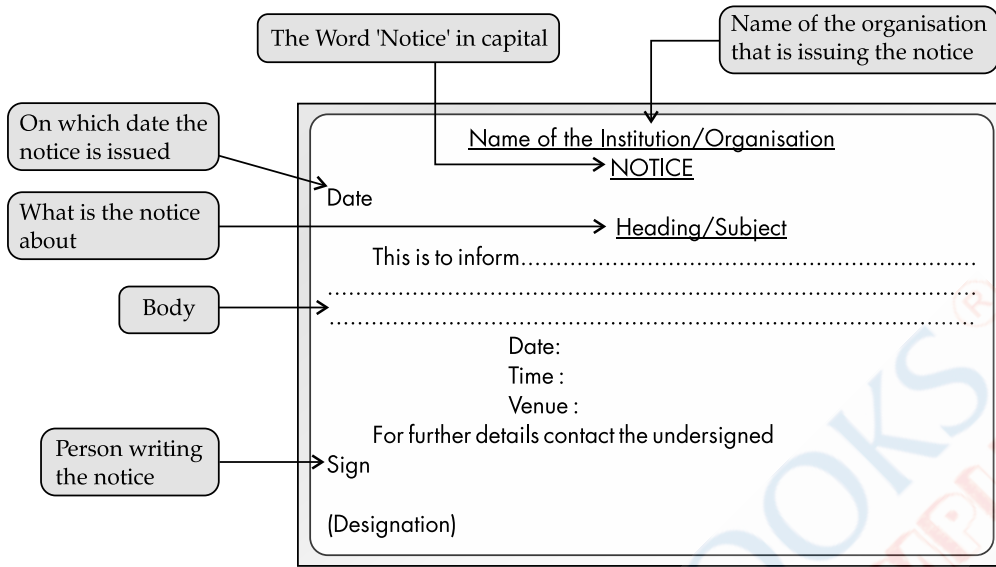 The Word 'Notice' in capital
Name of the organisation
that is issuing the notice
On which date the
notice is issued
Name of the Institution/Organisation
NOTICE
Date
What is the notice
about
Heading/Subject
This is to inform..........................................................................
................................................................................................
Body
................................................................................................
Date:
Time :
Venue :
For further details contact the undersigned
Person writing
the notice
Sign
(Designation)
OOKS
®